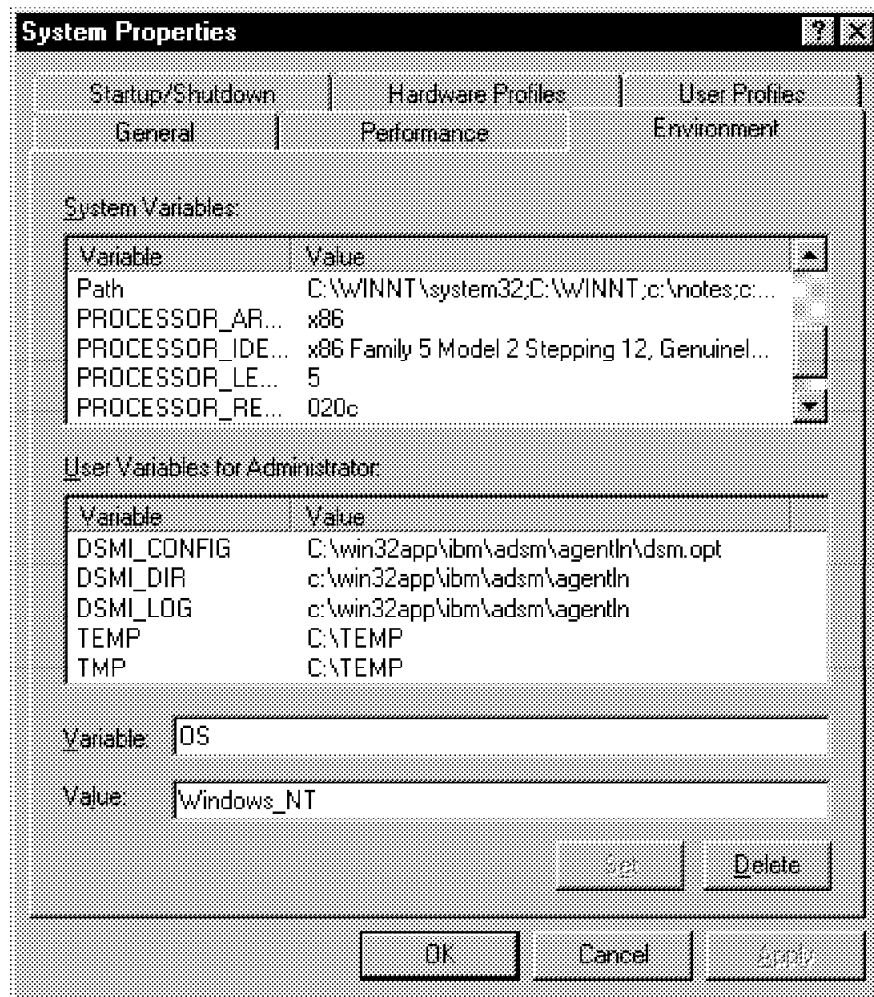 System Properties
Startup/Shutdown Hardware Profiles User Profiles
General Performance Environment
System Variables:
Variable Value
Path C:\WINNT\system32;C:\WINNT;c:\notes;c:...
PROCESSOR_AR... x86
PROCESSOR_IDE... x86 Family 5 Model 2 Stepping 12, GenuineI...
PROCESSOR_LE... 5
PROCESSOR_RE... 020c
User Variables for Administrator:
Variable Value
DSMI_CONFIG C:\win32app\ibm\adsm\agentln\dsm.opt
DSMI_DIR c:\win32app\ibm\adsm\agentln
DSMI_LOG c:\win32app\ibm\adsm\agentln
TEMP C:\TEMP
TMP C:\TEMP
Variable: OS
Value: Windows_NT
Set Delete
OK Cancel Apply